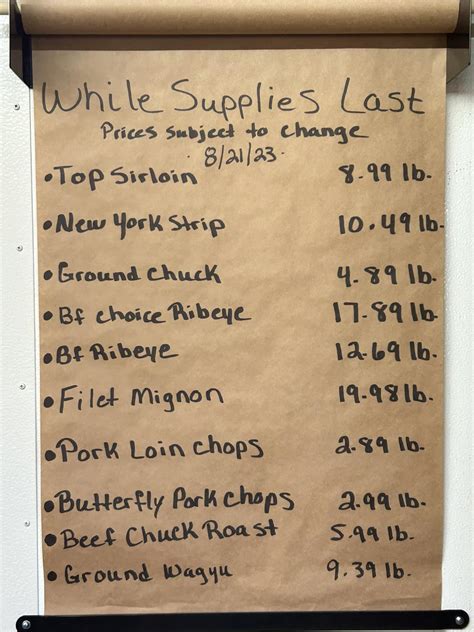 While Supplies Last
Prices subject to change
· 8/21/23 ·
• Top Sirloin 8.99 lb.
• New York Strip 10.49 lb.
• Ground Chuck 4.89 lb.
• Bf choice Ribeye 17.89 lb.
• Bf Ribeye 12.69 lb.
• Filet Mignon 19.98 lb.
• Pork Loin chops 2.89 lb.
• Butterfly Pork chops 2.99 lb.
• Beef Chuck Roast 5.99 lb.
• Ground Wagyu 9.39 lb.